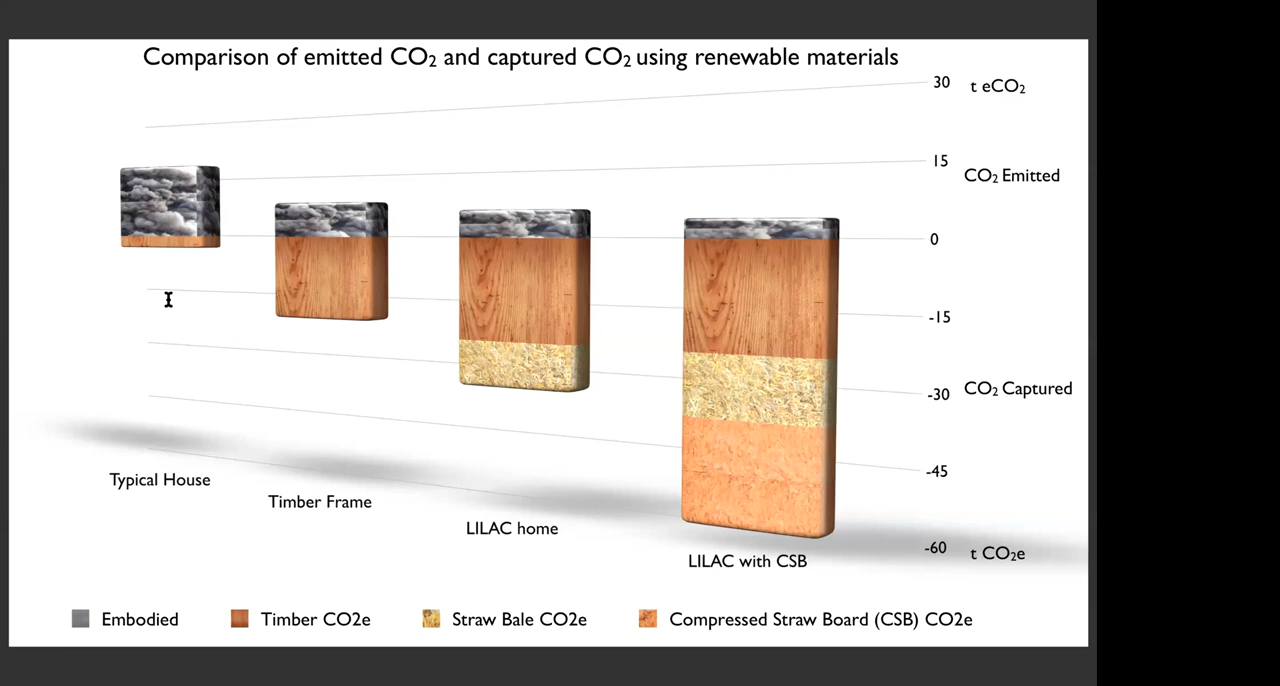 Comparison of emitted CO₂ and captured CO₂ using renewable materials
30 t eCO₂
15
CO₂ Emitted
0
-15
-30 CO₂ Captured
-45
-60 t CO₂e
Typical House
Timber Frame
LILAC home
LILAC with CSB
Embodied Timber CO2e Straw Bale CO2e Compressed Straw Board (CSB) CO2e